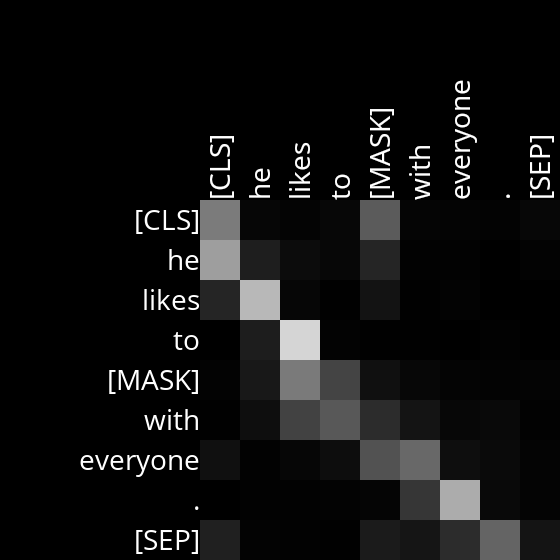 [CLS] he likes to [MASK] with everyone . [SEP]
[CLS]
he
likes
to
[MASK]
with
everyone
.
[SEP]